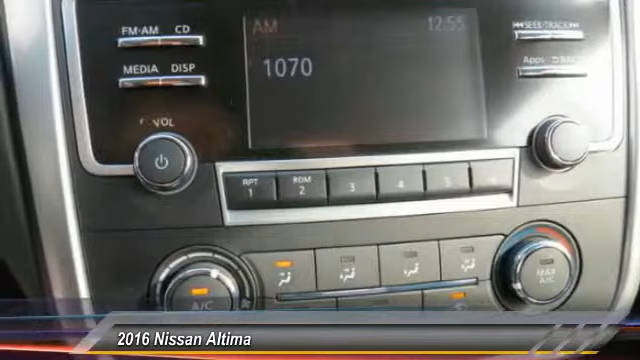 FM·AM CD
AM 12:55
SEEK·TRACK
MEDIA DISP
1070
Apps
VOL
RPT 1
RDM 2
3
4
A/C
MAX A/C
2016 Nissan Altima